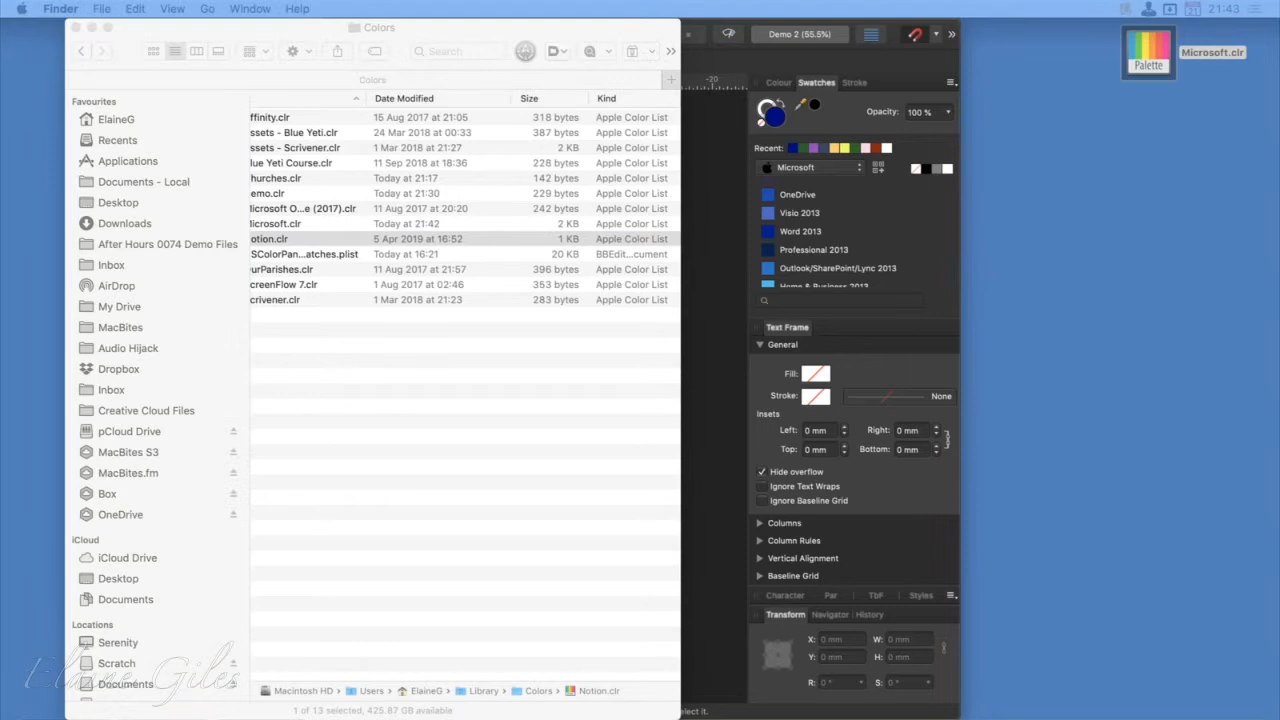 Finder File Edit View Go Window Help 21 21:43
Colors
Search
Colors
Favourites
ElaineG
Recents
Applications
Documents - Local
Desktop
Downloads
After Hours 0074 Demo Files
Inbox
AirDrop
My Drive
MacBites
Audio Hijack
Dropbox
Inbox
Creative Cloud Files
pCloud Drive
MacBites S3
MacBites.fm
Box
OneDrive
iCloud
iCloud Drive
Desktop
Documents
Locations
Serenity
Scratch
Documents
Elaine Giles
Date Modified Size Kind
ffinity.clr 15 Aug 2017 at 21:05 318 bytes Apple Color List
ssets - Blue Yeti.clr 24 Mar 2018 at 00:33 387 bytes Apple Color List
ssets - Scrivener.clr 1 Mar 2018 at 21:27 2 KB Apple Color List
lue Yeti Course.clr 11 Sep 2018 at 18:36 228 bytes Apple Color List
hurches.clr Today at 21:17 142 bytes Apple Color List
emo.clr Today at 21:30 229 bytes Apple Color List
licrosoft O...e (2017).clr 11 Aug 2017 at 20:20 242 bytes Apple Color List
licrosoft.clr Today at 21:42 2 KB Apple Color List
otion.clr 5 Apr 2019 at 16:52 1 KB Apple Color List
SColorPan...atches.plist Today at 16:21 20 KB BBEdit...cument
urParishes.clr 11 Aug 2017 at 21:57 396 bytes Apple Color List
creenFlow 7.clr 1 Aug 2017 at 02:46 353 bytes Apple Color List
crivener.clr 1 Mar 2018 at 21:23 283 bytes Apple Color List
Macintosh HD › Users › ElaineG › Library › Colors › Notion.clr
1 of 13 selected, 425.87 GB available
Demo 2 (55.5%)
-20
Colour Swatches Stroke
Opacity: 100 %
Recent:
Microsoft
OneDrive
Visio 2013
Word 2013
Professional 2013
Outlook/SharePoint/Lync 2013
Home & Business 2013
Text Frame
General
Fill:
Stroke: None
Insets
Left: 0 mm Right: 0 mm
Top: 0 mm Bottom: 0 mm
Hide overflow
Ignore Text Wraps
Ignore Baseline Grid
Columns
Column Rules
Vertical Alignment
Baseline Grid
Character Par TbF Styles
Transform Navigator History
X: 0 mm W: 0 mm
Y: 0 mm H: 0 mm
R: 0 ° S: 0 °
elect it.
Palette
Microsoft.clr